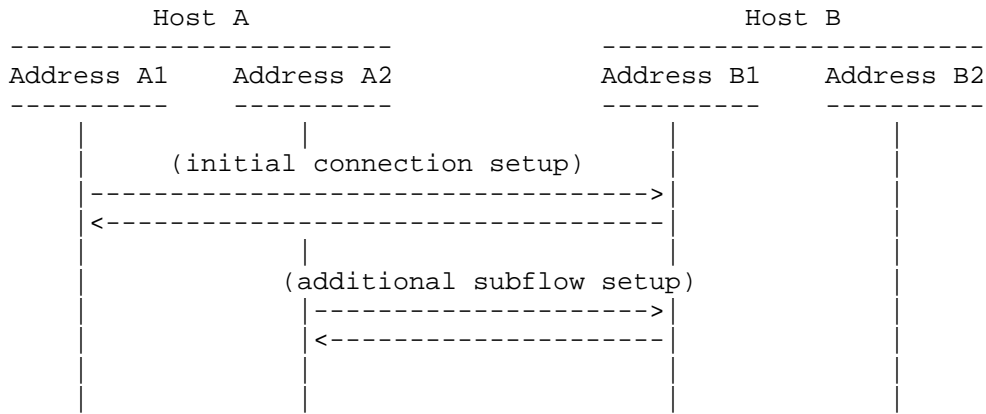 Host A Host B
------------------------ ------------------------
Address A1 Address A2 Address B1 Address B2
---------- ---------- ---------- ----------
| | | |
| (initial connection setup) | |
|----------------------------------->| |
|<-----------------------------------| |
| | | |
| (additional subflow setup) |
| |--------------------->| |
| |<---------------------| |
| | | |
| | | |